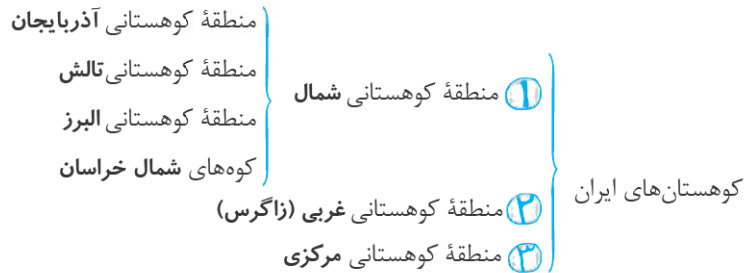 کوهستان‌های ایران
۱ منطقهٔ کوهستانی شمال
منطقهٔ کوهستانی آذربایجان
منطقهٔ کوهستانی تالش
منطقهٔ کوهستانی البرز
کوه‌های شمال خراسان
۲ منطقهٔ کوهستانی غربی (زاگرس)
۳ منطقهٔ کوهستانی مرکزی